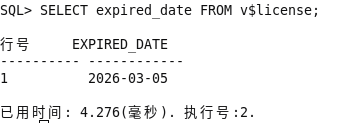 SQL> SELECT expired_date FROM v$license;
行号 EXPIRED_DATE
---------- ------------
1 2026-03-05
已用时间: 4.276(毫秒). 执行号:2.